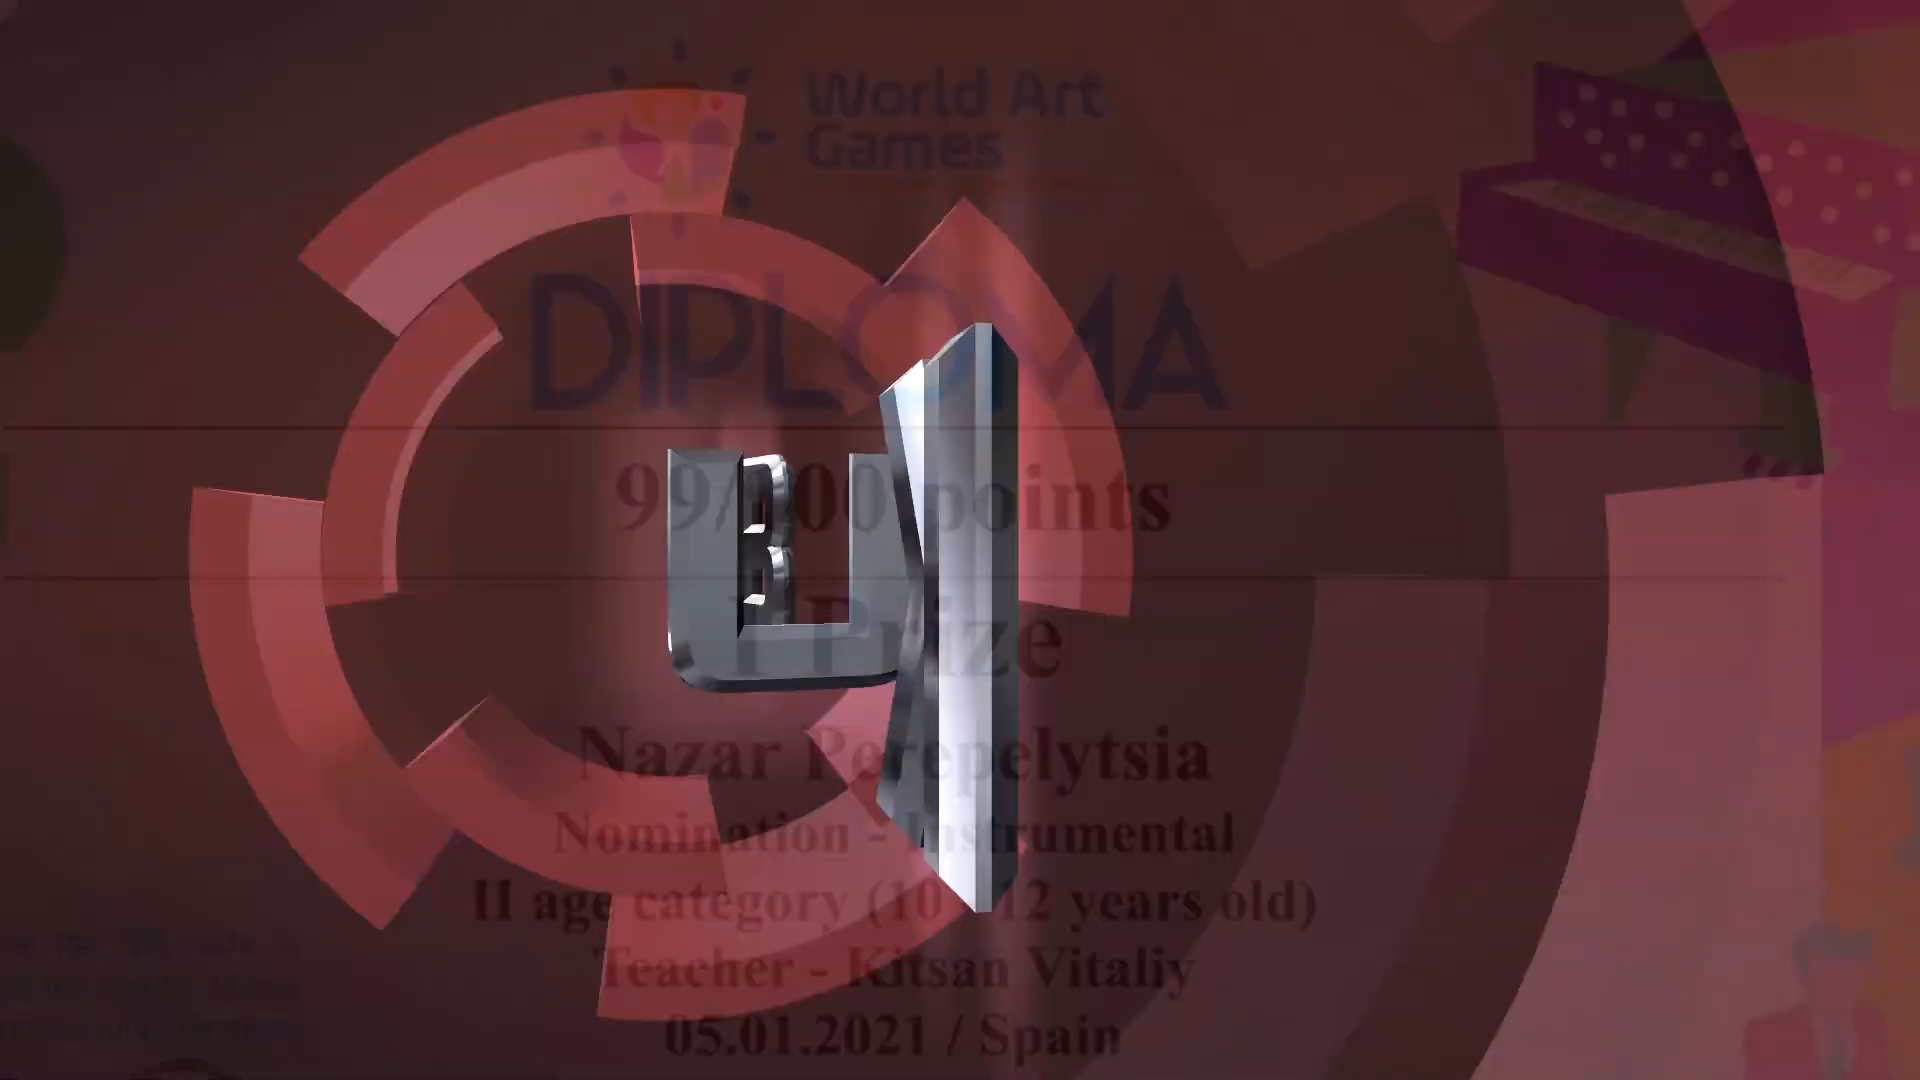 World Art
Games
DIPLOMA
99/100 points
I Prize
Nazar Perepelytsia
Nomination - Instrumental
II age category (10 - 12 years old)
Teacher - Kitsan Vitaliy
05.01.2021 / Spain